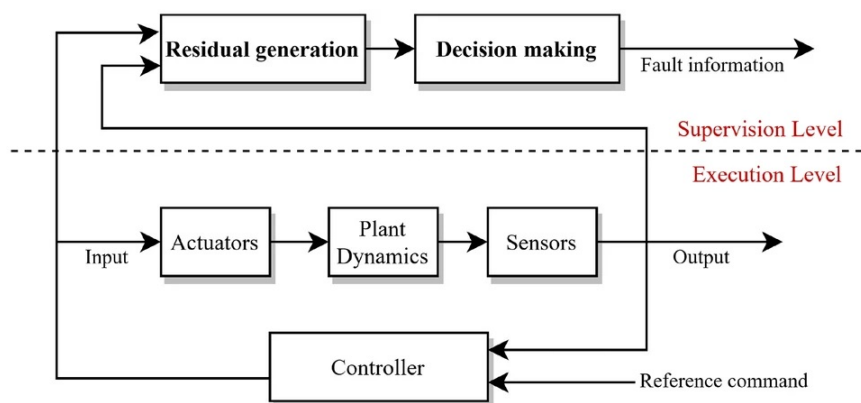 Residual generation
Decision making
Fault information
Supervision Level
Execution Level
Input
Actuators
Plant
Dynamics
Sensors
Output
Controller
Reference command